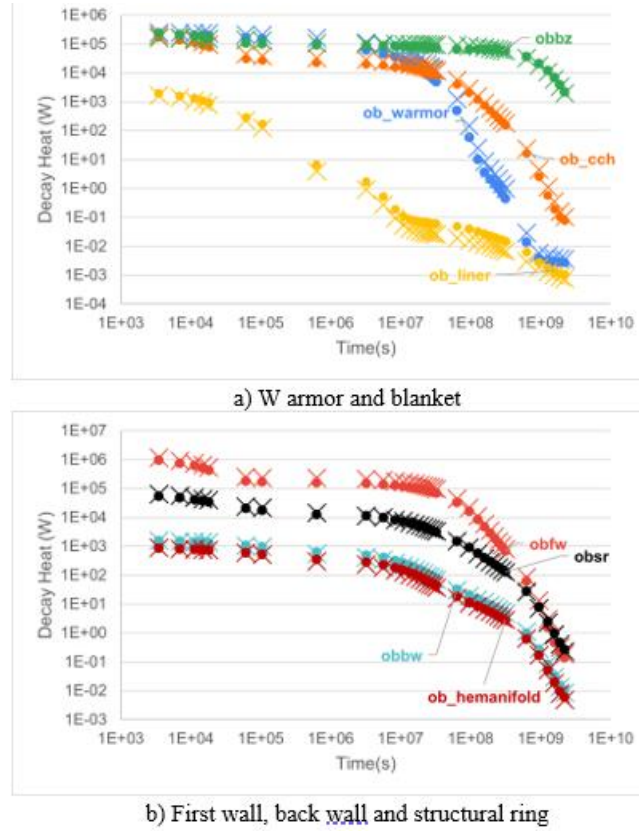 1E+06
1E+05
1E+04
1E+03
1E+02
1E+01
1E+00
1E-01
1E-02
1E-03
1E-04
Decay Heat (W)
obbz
ob_warmor
ob_cch
ob_liner
1E+03 1E+04 1E+05 1E+06 1E+07 1E+08 1E+09 1E+10
Time(s)
a) W armor and blanket
1E+07
1E+06
1E+05
1E+04
1E+03
1E+02
1E+01
1E+00
1E-01
1E-02
1E-03
Decay Heat (W)
obfw
obsr
obbw
ob_hemanifold
1E+03 1E+04 1E+05 1E+06 1E+07 1E+08 1E+09 1E+10
Time(s)
b) First wall, back wall and structural ring